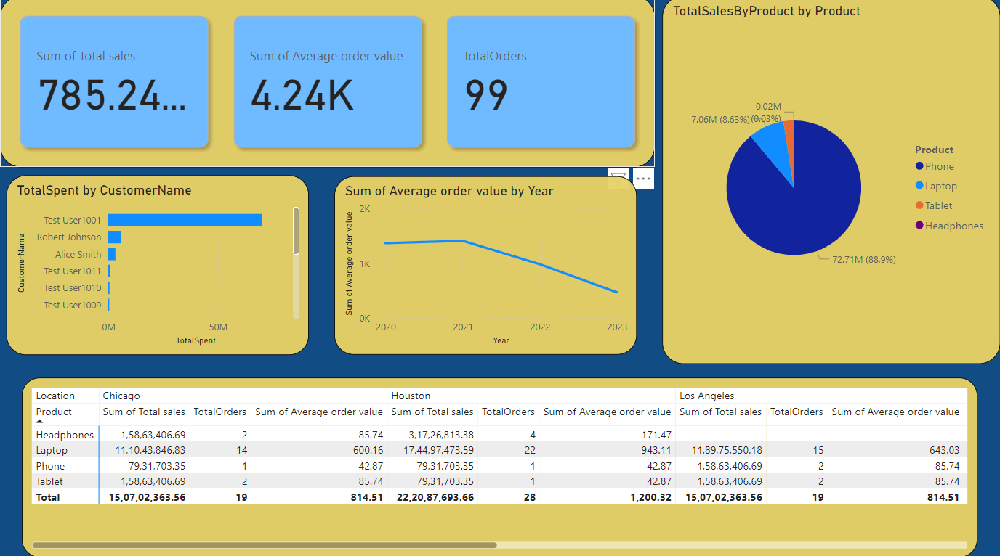 Sum of Total sales
785.24...
Sum of Average order value
4.24K
TotalOrders
99
TotalSalesByProduct by Product
0.02M
(0.03%)
7.06M (8.63%)
72.71M (88.9%)
Product
Phone
Laptop
Tablet
Headphones
TotalSpent by CustomerName
CustomerName
Test User1001
Robert Johnson
Alice Smith
Test User1011
Test User1010
Test User1009
0M 50M
TotalSpent
Sum of Average order value by Year
Sum of Average order value
2K
1K
0K
2020 2021 2022 2023
Year
Location Chicago Houston Los Angeles
Product Sum of Total sales TotalOrders Sum of Average order value Sum of Total sales TotalOrders Sum of Average order value Sum of Total sales TotalOrders Sum of Average order value
Headphones 1,58,63,406.69 2 85.74 3,17,26,813.38 4 171.47
Laptop 11,10,43,846.83 14 600.16 17,44,97,473.59 22 943.11 11,89,75,550.18 15 643.03
Phone 79,31,703.35 1 42.87 79,31,703.35 1 42.87 1,58,63,406.69 2 85.74
Tablet 1,58,63,406.69 2 85.74 79,31,703.35 1 42.87 1,58,63,406.69 2 85.74
Total 15,07,02,363.56 19 814.51 22,20,87,693.66 28 1,200.32 15,07,02,363.56 19 814.51